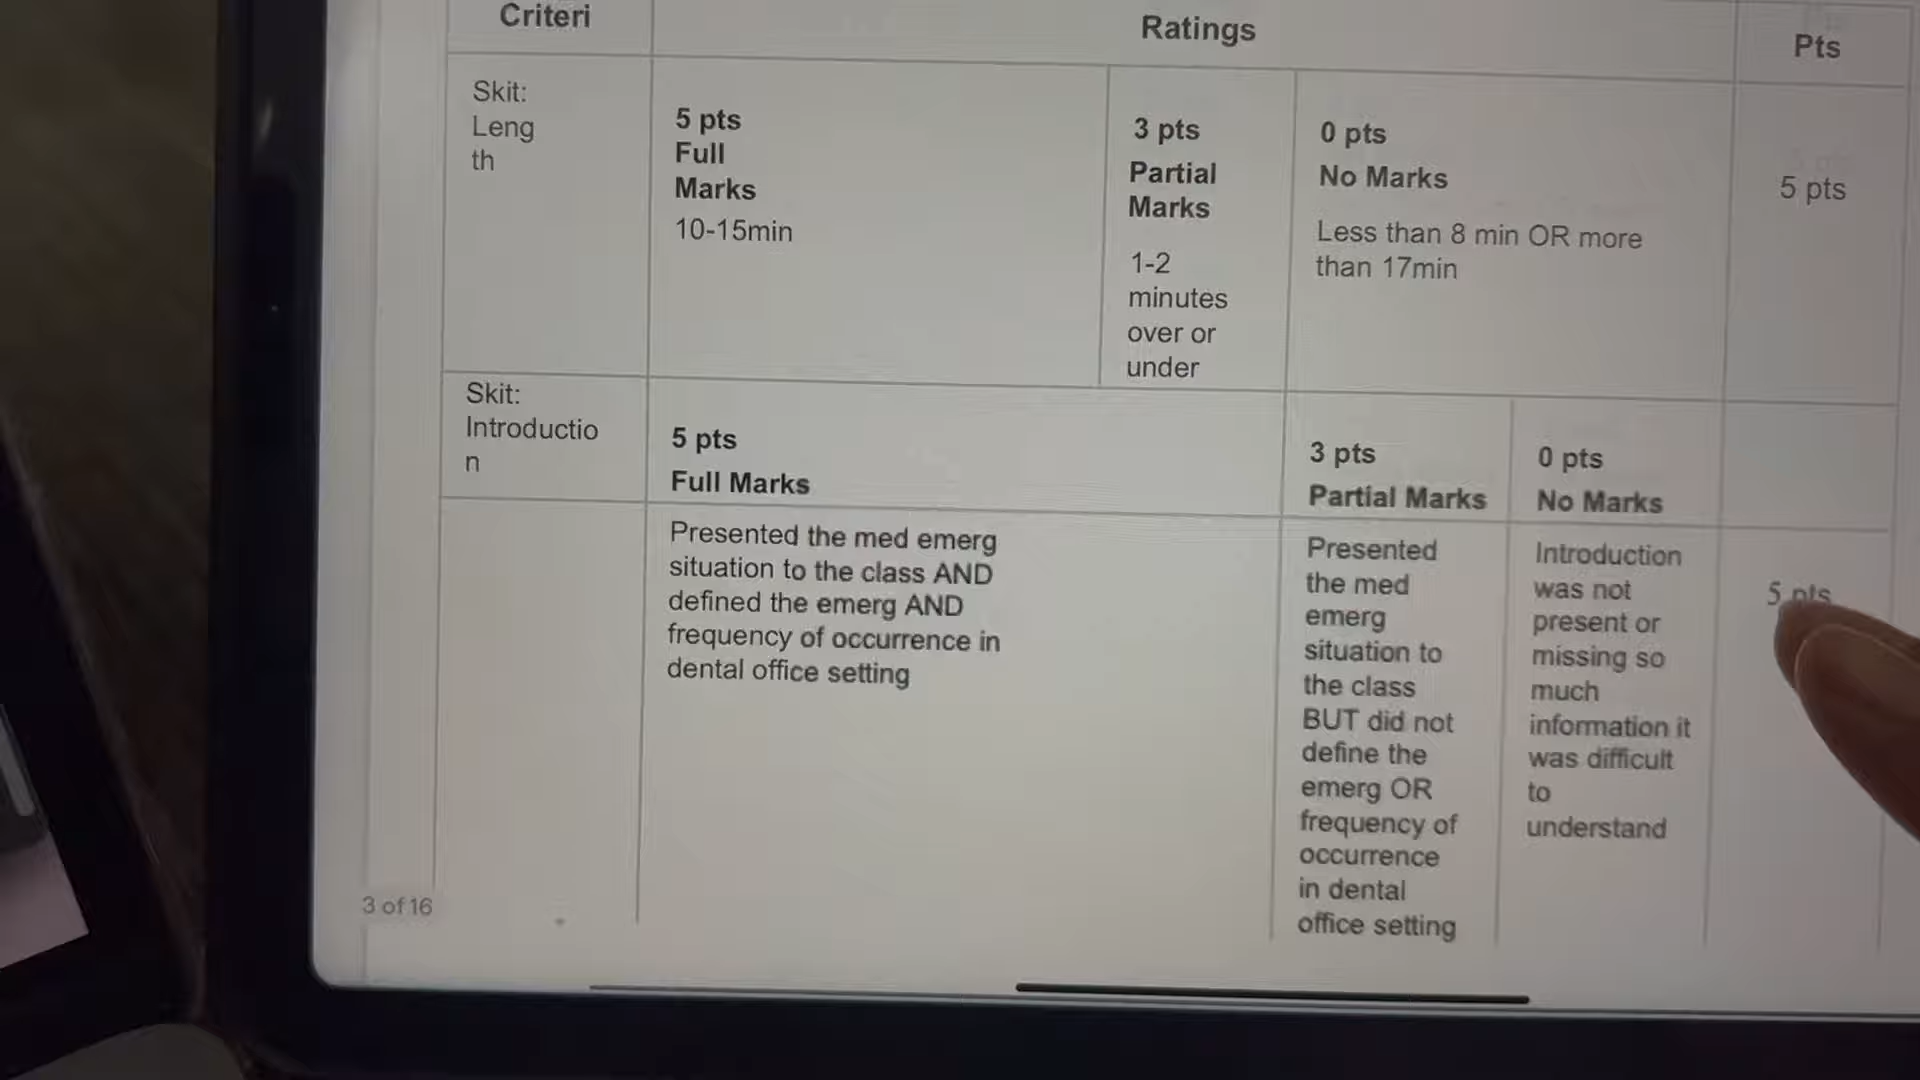 Criteri
Ratings
Pts
Skit:
Leng
th
5 pts
Full
Marks
10-15min
3 pts
Partial
Marks
1-2
minutes
over or
under
0 pts
No Marks
Less than 8 min OR more
than 17min
5 pts
Skit:
Introductio
n
5 pts
Full Marks
3 pts
Partial Marks
0 pts
No Marks
Presented the med emerg
situation to the class AND
defined the emerg AND
frequency of occurrence in
dental office setting
Presented
the med
emerg
situation to
the class
BUT did not
define the
emerg OR
frequency of
occurrence
in dental
office setting
Introduction
was not
present or
missing so
much
information it
was difficult
to
understand
5 pts
3 of 16